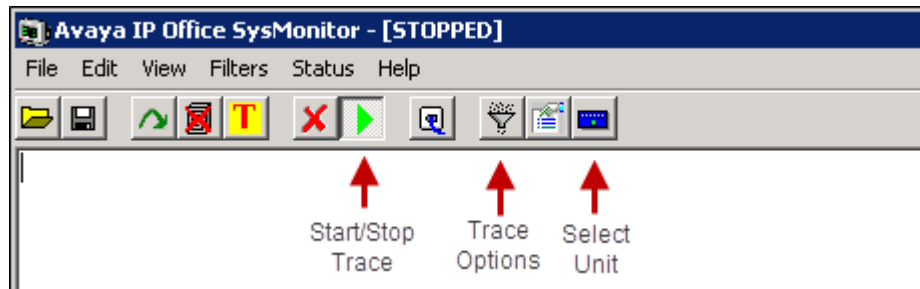 Avaya IP Office SysMonitor - [STOPPED]
File Edit View Filters Status Help
T
Start/Stop
Trace
Trace
Options
Select
Unit